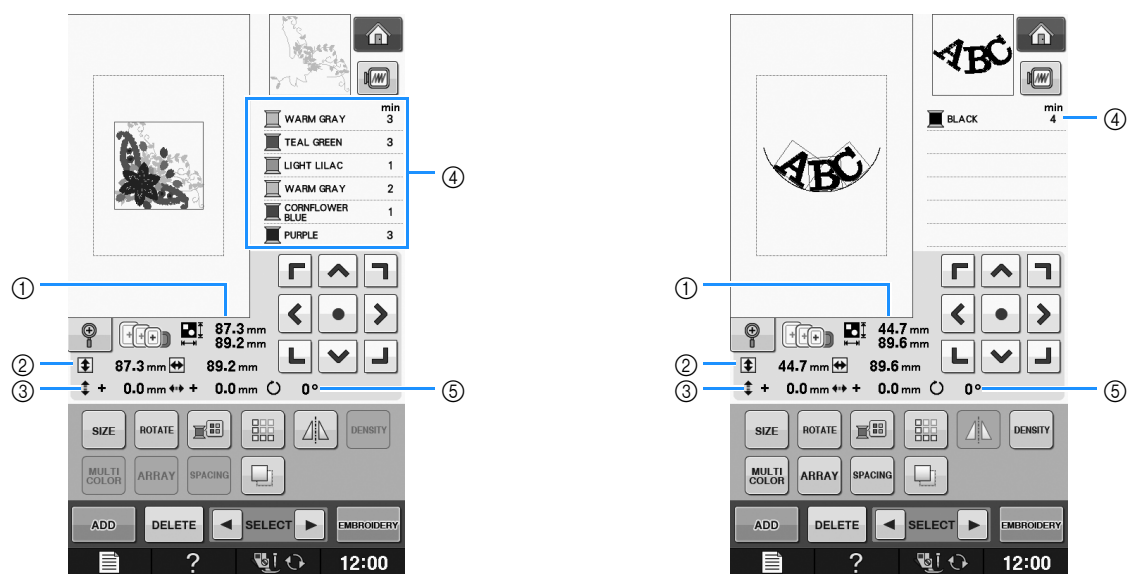 min
WARM GRAY 3
TEAL GREEN 3
LIGHT LILAC 1
④
WARM GRAY 2
CORNFLOWER
BLUE 1
PURPLE 3
①
87.3 mm
89.2 mm
② 87.3 mm 89.2 mm
③ + 0.0 mm + 0.0 mm 0° ⑤
SIZE ROTATE DENSITY
MULTI
COLOR ARRAY SPACING
ADD DELETE SELECT EMBROIDERY
? 12:00
ABC
min
BLACK 4 ④
ABC
①
44.7 mm
89.6 mm
② 44.7 mm 89.6 mm
③ + 0.0 mm + 0.0 mm 0° ⑤
SIZE ROTATE DENSITY
MULTI
COLOR ARRAY SPACING
ADD DELETE SELECT EMBROIDERY
? 12:00